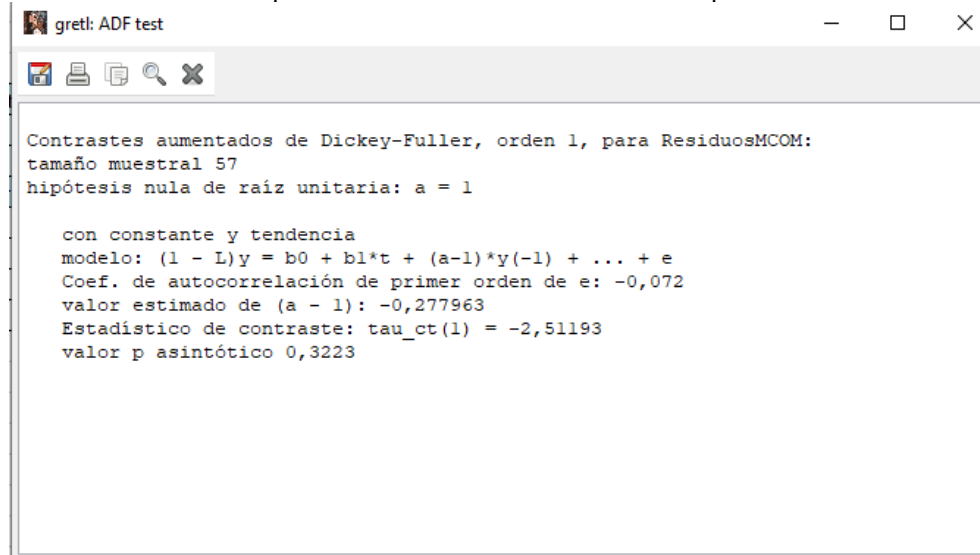 gretl: ADF test
Contrastes aumentados de Dickey-Fuller, orden 1, para ResiduosMCOM:
tamaño muestral 57
hipótesis nula de raíz unitaria: a = 1
con constante y tendencia
modelo: (1 - L)y = b0 + b1*t + (a-1)*y(-1) + ... + e
Coef. de autocorrelación de primer orden de e: -0,072
valor estimado de (a - 1): -0,277963
Estadístico de contraste: tau_ct(1) = -2,51193
valor p asintótico 0,3223